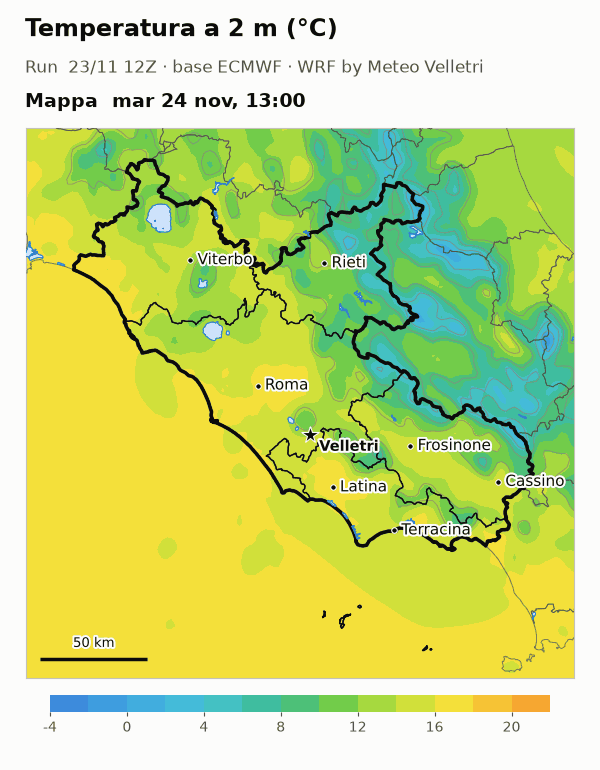 Temperatura a 2 m (°C)
Run  23/11 12Z · base ECMWF · WRF by Meteo Velletri
Mappa  mar 24 nov, 13:00
Viterbo
Rieti
Roma
Velletri
Frosinone
Cassino
Latina
Terracina
50 km
-4 0 4 8 12 16 20